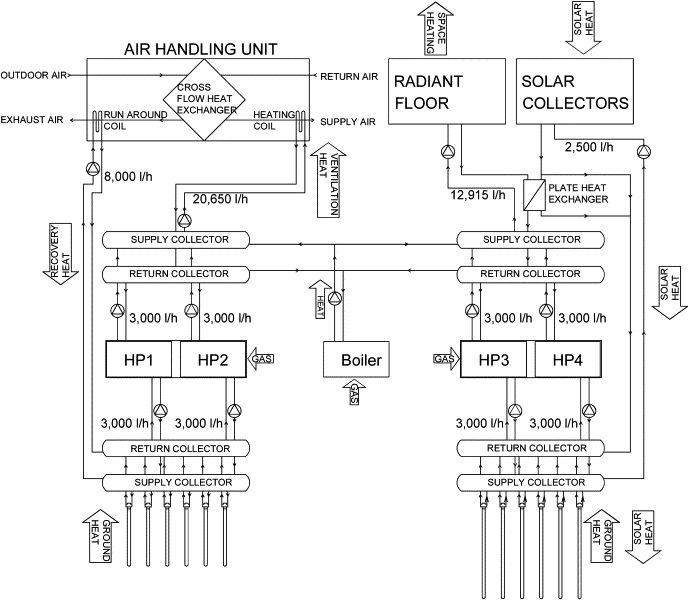 AIR HANDLING UNIT
OUTDOOR AIR
RETURN AIR
CROSS
FLOW HEAT
EXCHANGER
EXHAUST AIR
RUN AROUND
COIL
HEATING
COIL
SUPPLY AIR
SPACE
HEATING
SOLAR
HEAT
RADIANT
FLOOR
SOLAR
COLLECTORS
8,000 l/h
20,650 l/h
VENTILATION
HEAT
2,500 l/h
12,915 l/h
PLATE HEAT
EXCHANGER
RECOVERY
HEAT
SUPPLY COLLECTOR
RETURN COLLECTOR
SUPPLY COLLECTOR
RETURN COLLECTOR
HEAT
SOLAR
HEAT
3,000 l/h
3,000 l/h
3,000 l/h
3,000 l/h
HP1
HP2
GAS
Boiler
GAS
GAS
HP3
HP4
3,000 l/h
3,000 l/h
3,000 l/h
3,000 l/h
RETURN COLLECTOR
SUPPLY COLLECTOR
RETURN COLLECTOR
SUPPLY COLLECTOR
GROUND
HEAT
GROUND
HEAT
SOLAR
HEAT